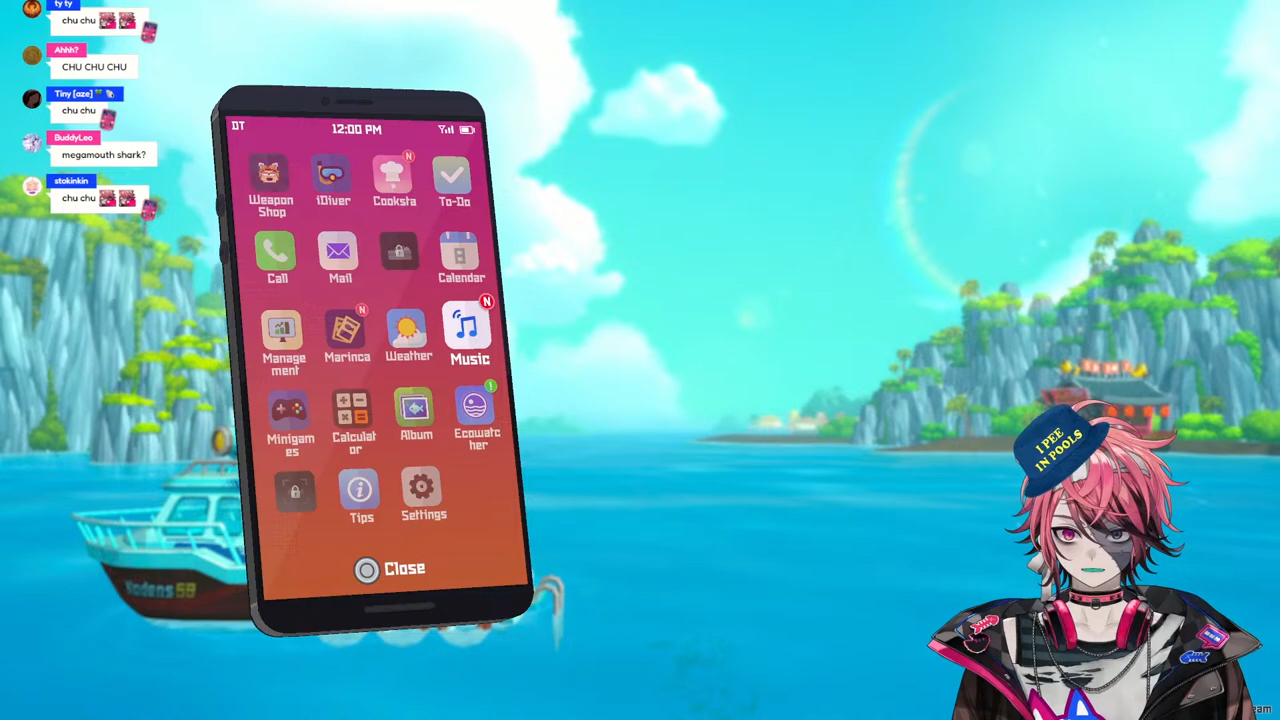 ty ty
chu chu
Ahhh?
CHU CHU CHU
Tiny [aze]
chu chu
BuddyLeo
megamouth shark?
stokinkin
chu chu
DT
12:00 PM
Weapon
Shop
iDiver
N
Cooksta
To-Do
Call
Mail
Calendar
Manage
ment
N
Marinca
Weather
N
Music
Minigam
es
Calculat
or
Album
!
Ecowatc
her
Tips
Settings
Close
I PEE
IN POOLS